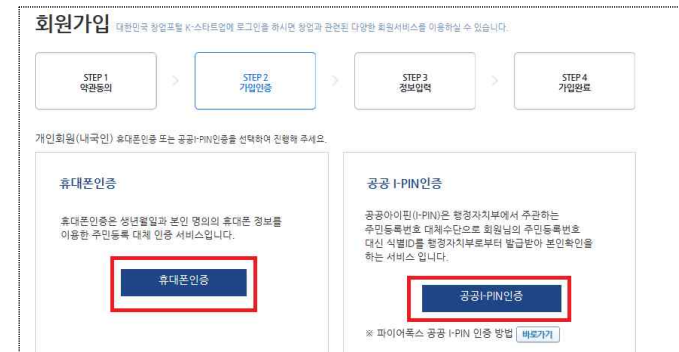 회원가입 대한민국 창업포털 K-스타트업에 로그인을 하시면 창업과 관련된 다양한 회원서비스를 이용하실 수 있습니다.
STEP 1
약관동의
>
STEP 2
가입인증
>
STEP 3
정보입력
>
STEP 4
가입완료
개인회원(내국인) 휴대폰인증 또는 공공I-PIN인증을 선택하여 진행해 주세요.
휴대폰인증
휴대폰인증은 생년월일과 본인 명의의 휴대폰 정보를
이용한 주민등록 대체 인증 서비스입니다.
휴대폰인증
공공 I-PIN인증
공공아이핀(I-PIN)은 행정자치부에서 주관하는
주민등록번호 대체수단으로 회원님의 주민등록번호
대신 식별ID를 행정자치부로부터 발급받아 본인확인을
하는 서비스 입니다.
공공I-PIN인증
※ 파이어폭스 공공 I-PIN 인증 방법 바로가기